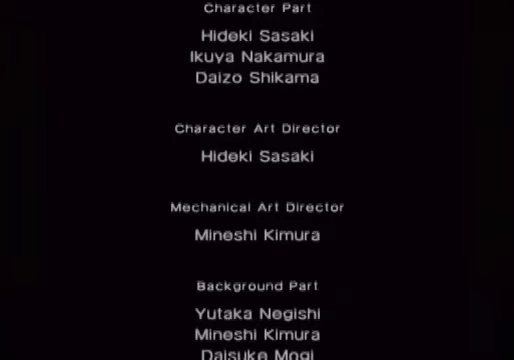 Character Part
Hideki Sasaki
Ikuya Nakamura
Daizo Shikama
Character Art Director
Hideki Sasaki
Mechanical Art Director
Mineshi Kimura
Background Part
Yutaka Negishi
Mineshi Kimura
Daisuke Mogi